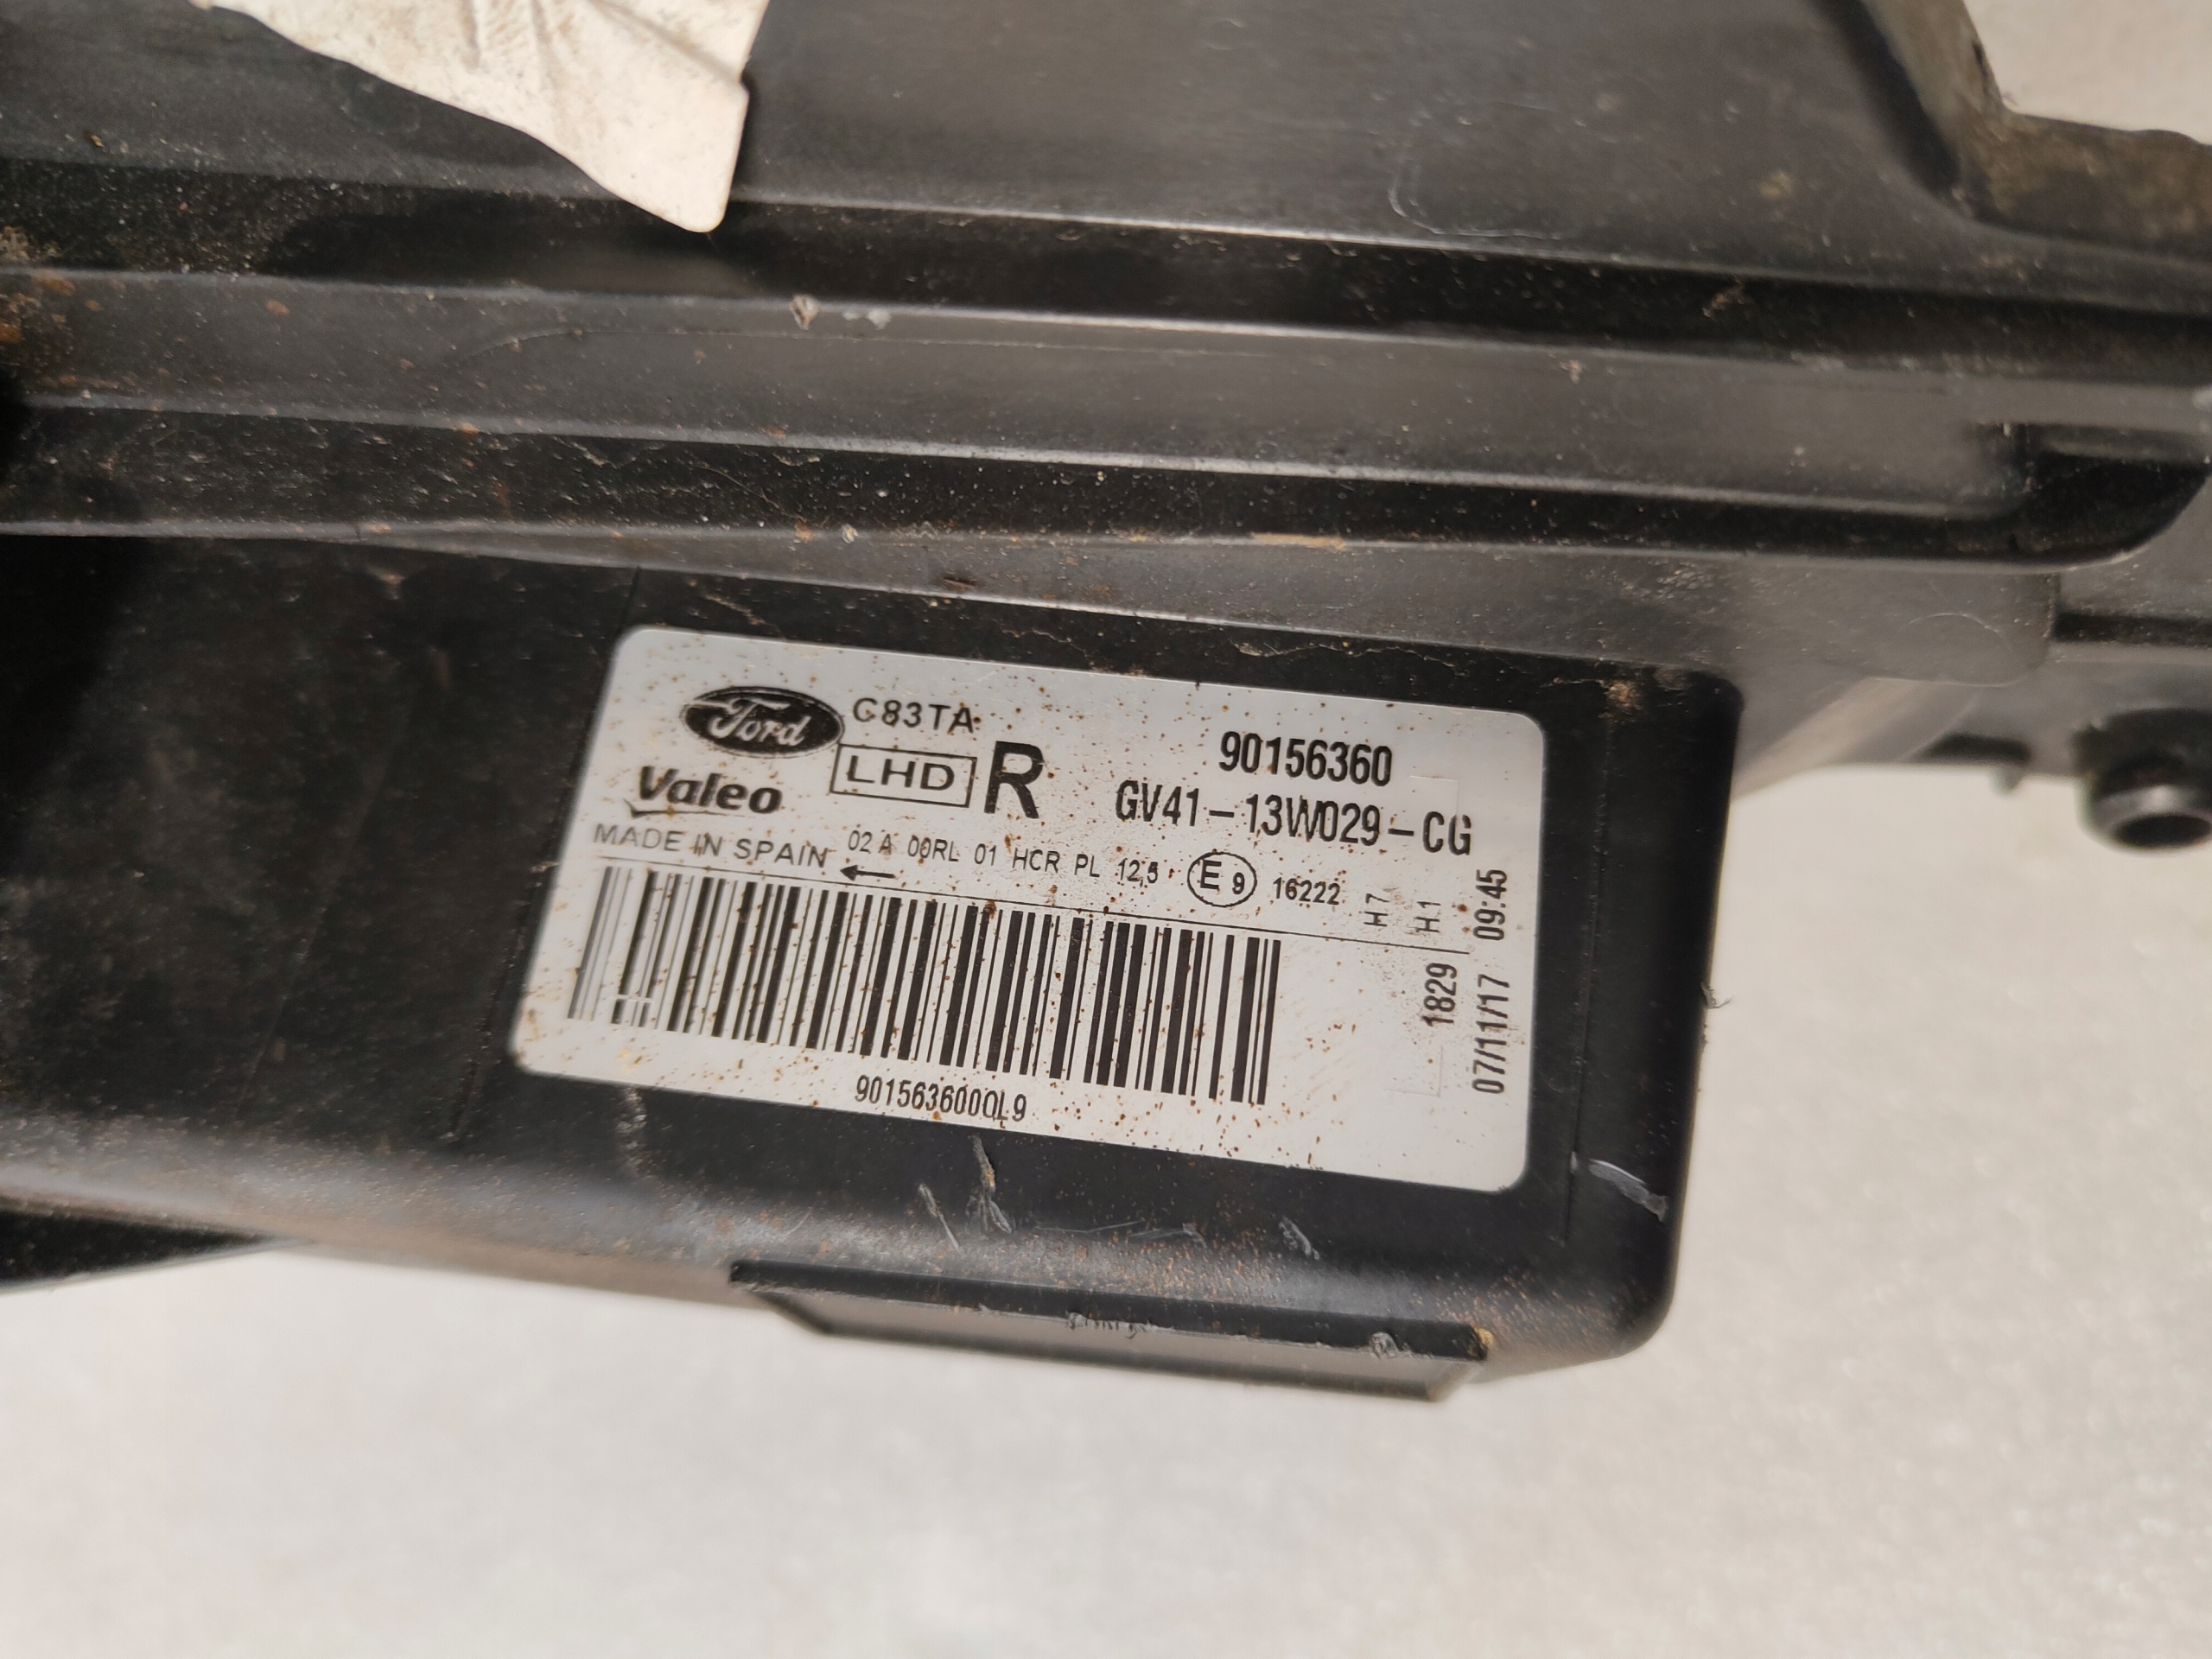 Ford C83TA
Valeo LHD R
90156360
GV41-13W029-CG
MADE IN SPAIN
02 A 00RL 01 HCR PL 12,5 E 9 16222 H7 H1
←
1829
07/11/17 09:45
901563600OL9